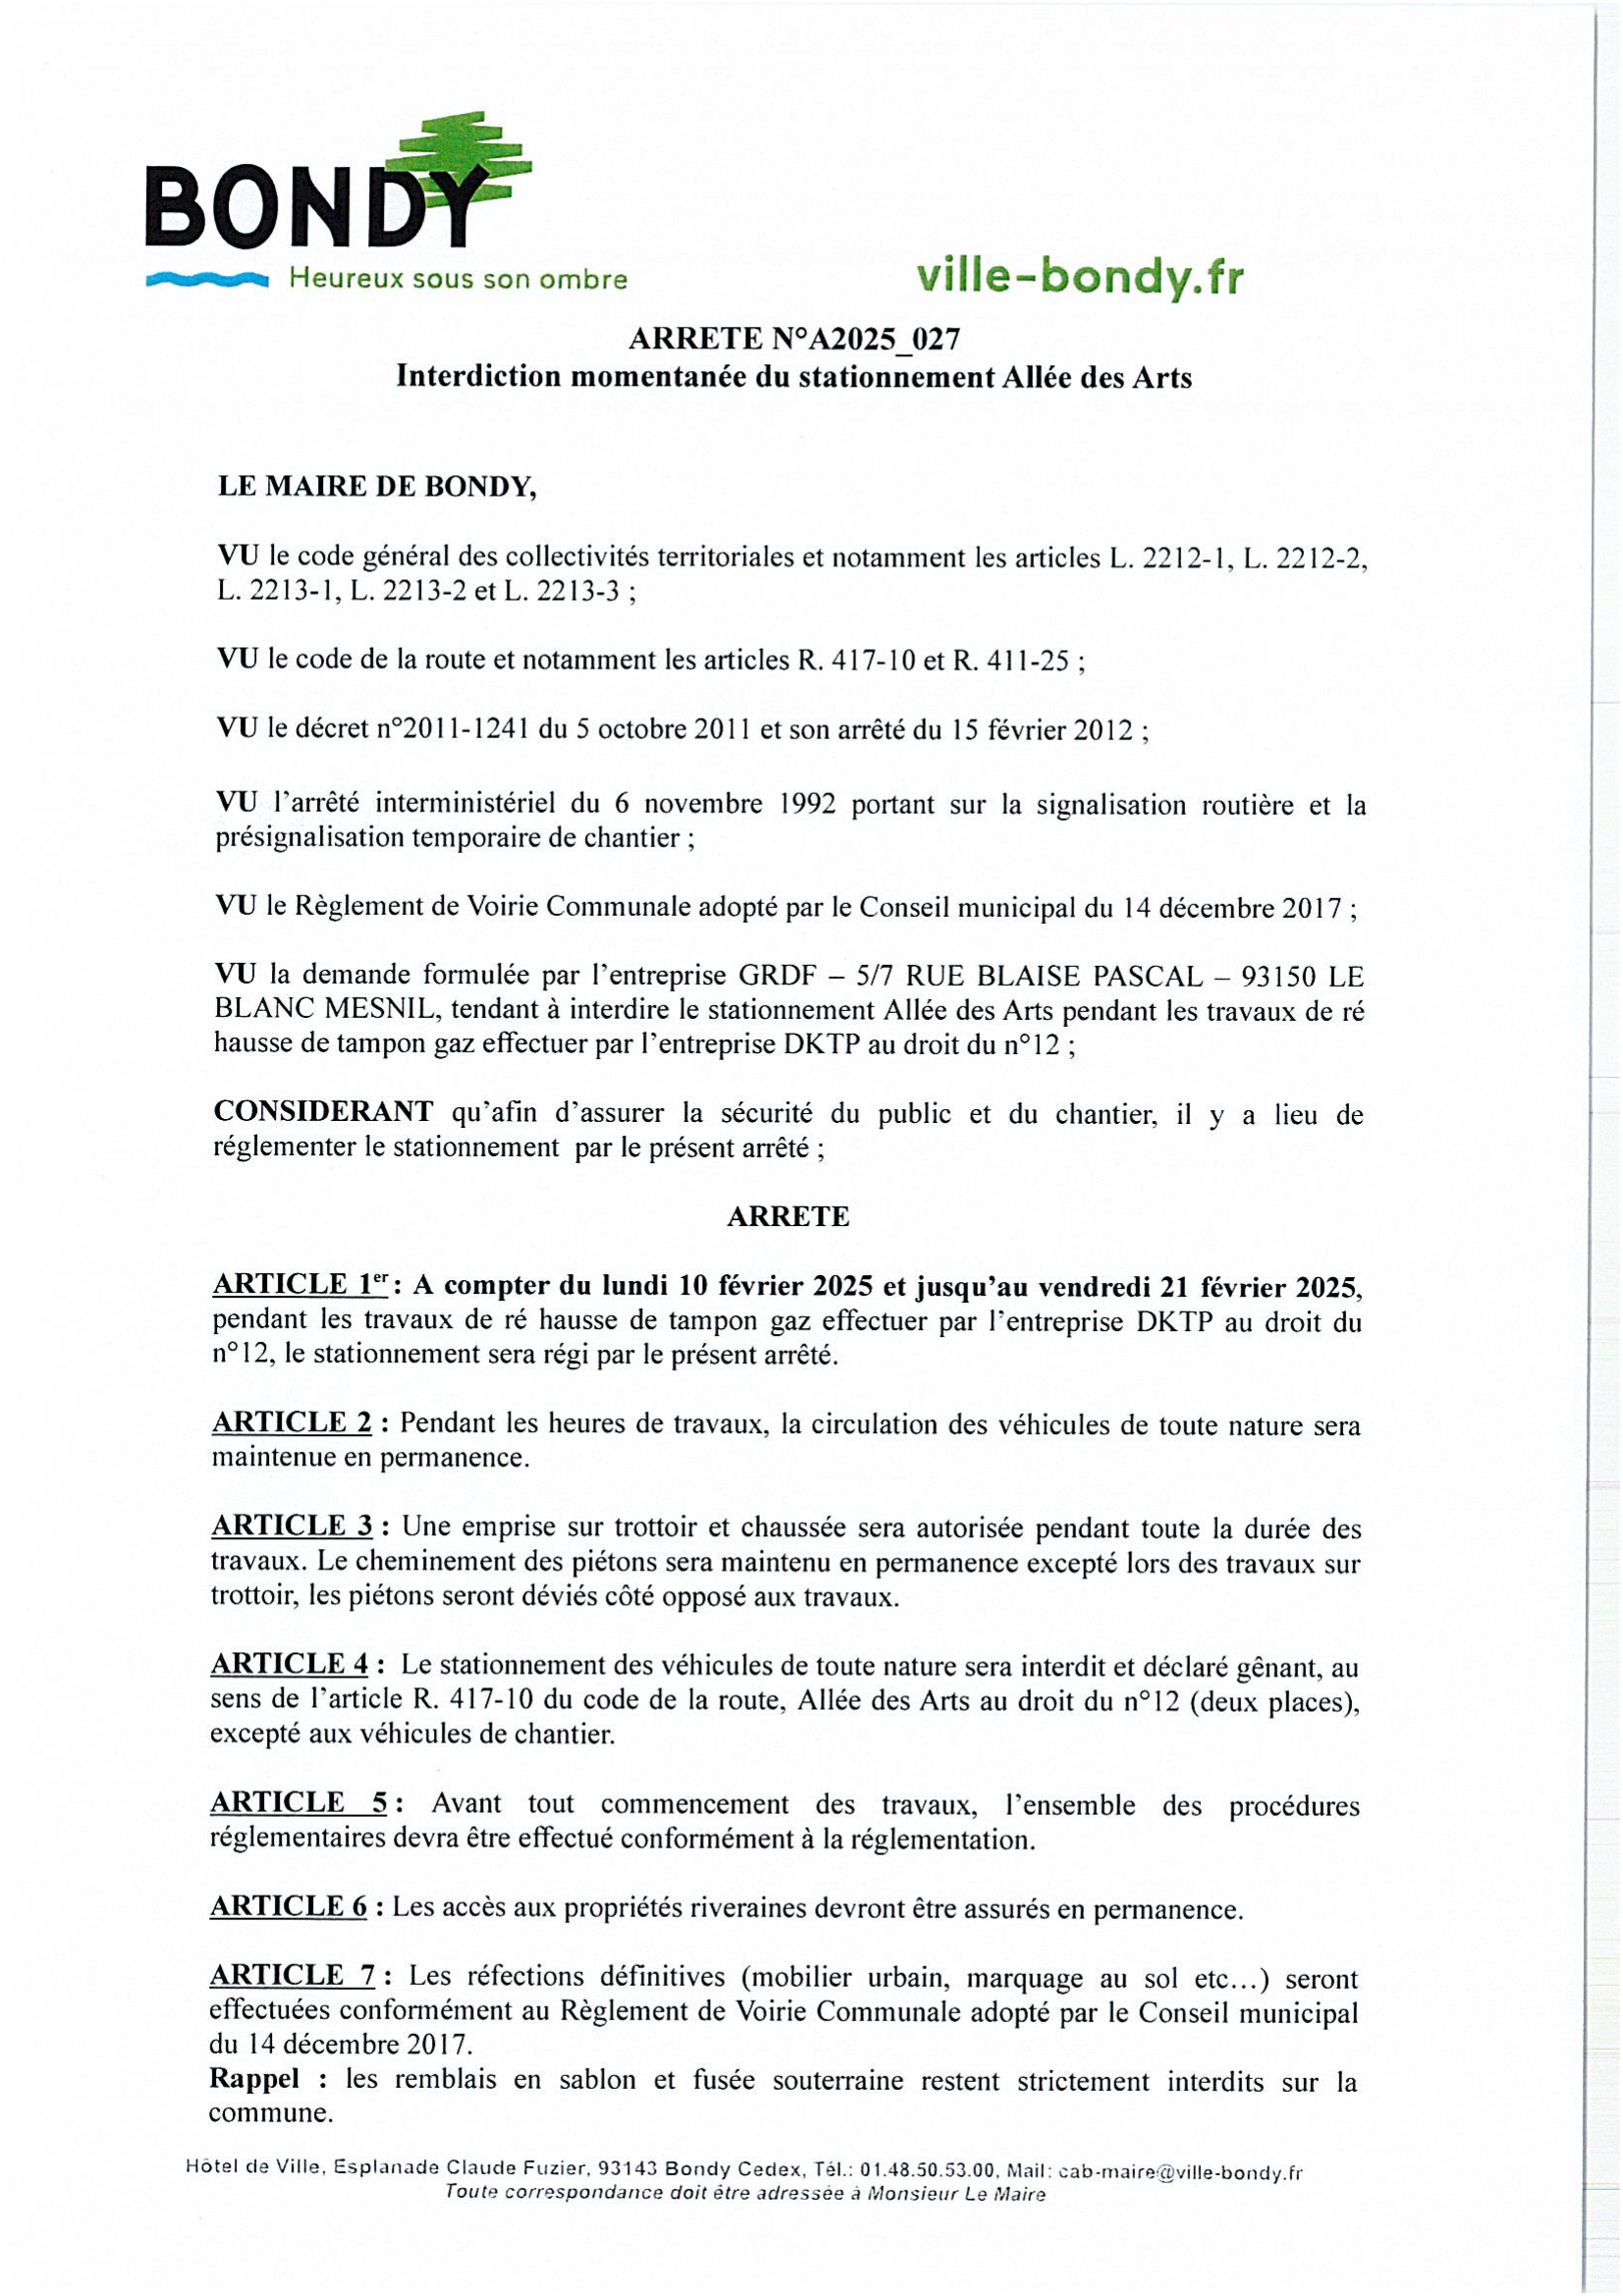 BONDY
Heureux sous son ombre
ville-bondy.fr
ARRETE N°A2025_027
Interdiction momentanée du stationnement Allée des Arts
LE MAIRE DE BONDY,
VU le code général des collectivités territoriales et notamment les articles L. 2212-1, L. 2212-2,
L. 2213-1, L. 2213-2 et L. 2213-3 ;
VU le code de la route et notamment les articles R. 417-10 et R. 411-25 ;
VU le décret n°2011-1241 du 5 octobre 2011 et son arrêté du 15 février 2012 ;
VU l'arrêté interministériel du 6 novembre 1992 portant sur la signalisation routière et la
présignalisation temporaire de chantier ;
VU le Règlement de Voirie Communale adopté par le Conseil municipal du 14 décembre 2017 ;
VU la demande formulée par l'entreprise GRDF – 5/7 RUE BLAISE PASCAL – 93150 LE
BLANC MESNIL, tendant à interdire le stationnement Allée des Arts pendant les travaux de ré
hausse de tampon gaz effectuer par l'entreprise DKTP au droit du n°12 ;
CONSIDERANT qu'afin d'assurer la sécurité du public et du chantier, il y a lieu de
réglementer le stationnement par le présent arrêté ;
ARRETE
ARTICLE 1er : A compter du lundi 10 février 2025 et jusqu'au vendredi 21 février 2025,
pendant les travaux de ré hausse de tampon gaz effectuer par l'entreprise DKTP au droit du
n°12, le stationnement sera régi par le présent arrêté.
ARTICLE 2 : Pendant les heures de travaux, la circulation des véhicules de toute nature sera
maintenue en permanence.
ARTICLE 3 : Une emprise sur trottoir et chaussée sera autorisée pendant toute la durée des
travaux. Le cheminement des piétons sera maintenu en permanence excepté lors des travaux sur
trottoir, les piétons seront déviés côté opposé aux travaux.
ARTICLE 4 : Le stationnement des véhicules de toute nature sera interdit et déclaré gênant, au
sens de l'article R. 417-10 du code de la route, Allée des Arts au droit du n°12 (deux places),
excepté aux véhicules de chantier.
ARTICLE 5 : Avant tout commencement des travaux, l'ensemble des procédures
réglementaires devra être effectué conformément à la réglementation.
ARTICLE 6 : Les accès aux propriétés riveraines devront être assurés en permanence.
ARTICLE 7 : Les réfections définitives (mobilier urbain, marquage au sol etc…) seront
effectuées conformément au Règlement de Voirie Communale adopté par le Conseil municipal
du 14 décembre 2017.
Rappel : les remblais en sablon et fusée souterraine restent strictement interdits sur la
commune.
Hôtel de Ville, Esplanade Claude Fuzier, 93143 Bondy Cedex, Tél.: 01.48.50.53.00, Mail: cab-maire@ville-bondy.fr
Toute correspondance doit être adressée à Monsieur Le Maire